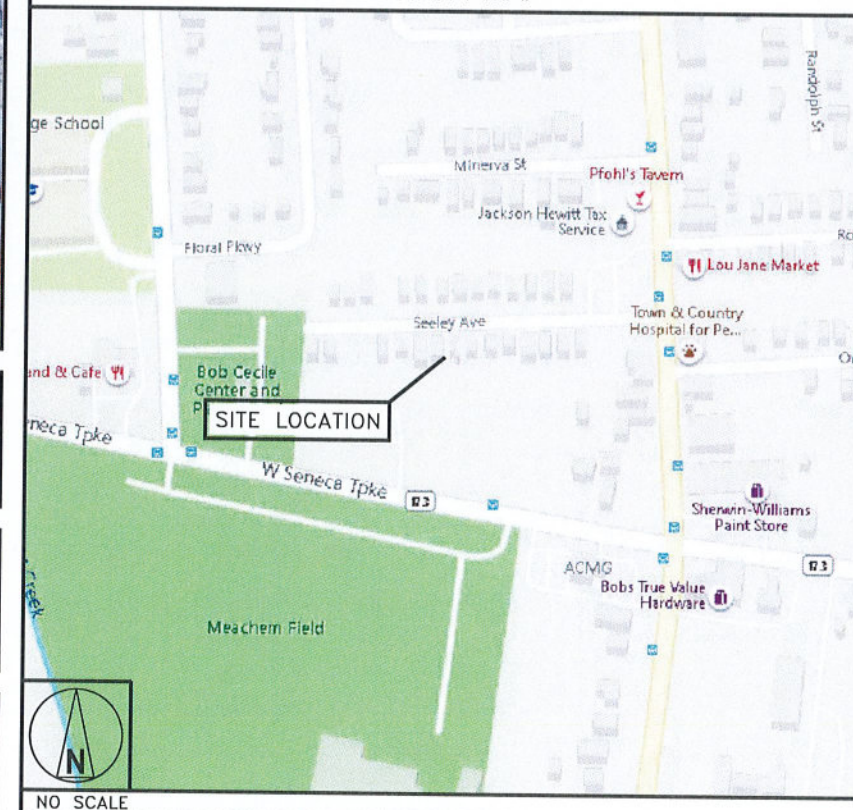 Randolph St
ge School
Minerva St
Pfohl's Tavern
Jackson Hewitt Tax
Service
Floral Pkwy
Ro
Lou Jane Market
Town & Country
Hospital for Pe...
Seeley Ave
and & Cafe
Bob Cecile
Center and
P
SITE LOCATION
neca Tpke
W Seneca Tpke
173
Sherwin-Williams
Paint Store
ACMG
173
Bobs True Value
Hardware
Creek
Meachem Field
N
NO SCALE